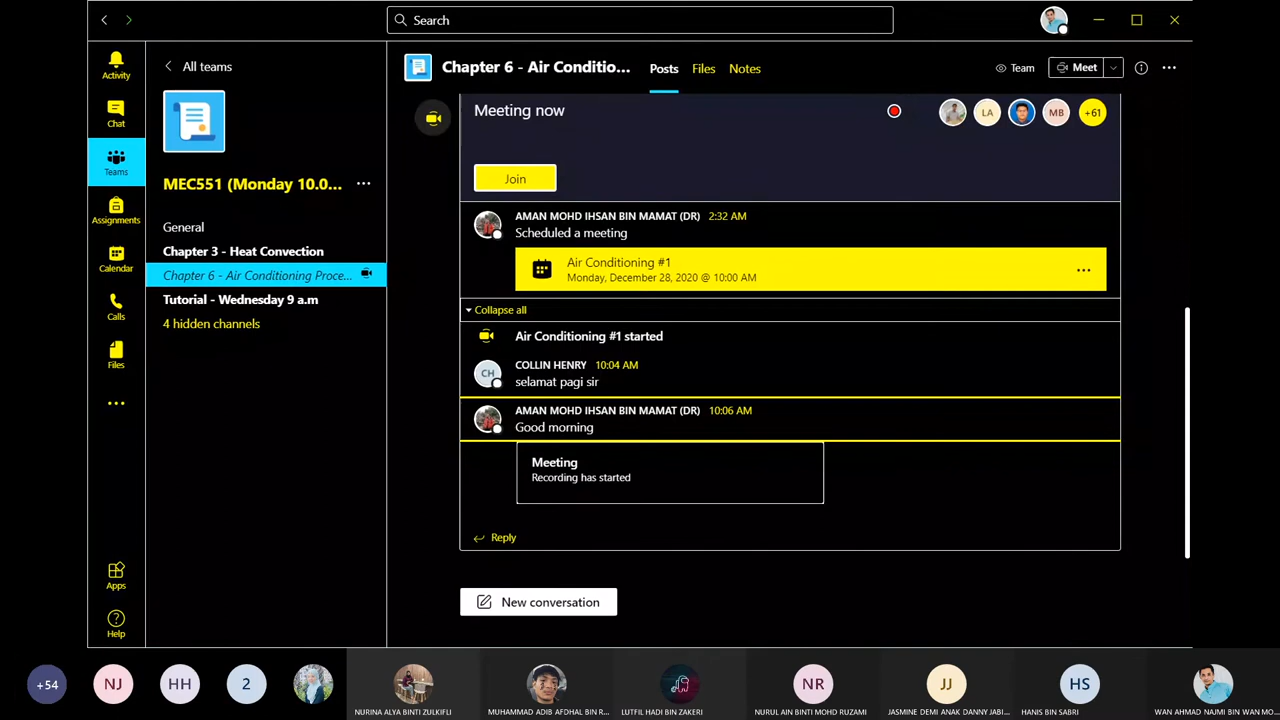 Search
Activity
Chat
Teams
Assignments
Calendar
Calls
Files
Apps
Help
All teams
MEC551 (Monday 10.0...
General
Chapter 3 - Heat Convection
Chapter 6 - Air Conditioning Proce...
Tutorial - Wednesday 9 a.m
4 hidden channels
Chapter 6 - Air Conditio...
Posts
Files
Notes
Team
Meet
Meeting now
LA
MB
+61
Join
AMAN MOHD IHSAN BIN MAMAT (DR) 2:32 AM
Scheduled a meeting
Air Conditioning #1
Monday, December 28, 2020 @ 10:00 AM
Collapse all
Air Conditioning #1 started
CH
COLLIN HENRY 10:04 AM
selamat pagi sir
AMAN MOHD IHSAN BIN MAMAT (DR) 10:06 AM
Good morning
Meeting
Recording has started
Reply
New conversation
+54
NJ
HH
2
NURINA ALYA BINTI ZULKIFLI
MUHAMMAD ADIB AFDHAL BIN R...
LUTFIL HADI BIN ZAKERI
NR
NURUL AIN BINTI MOHD RUZAMI
JJ
JASMINE DEMI ANAK DANNY JABI...
HS
HANIS BIN SABRI
WAN AHMAD NAIMI BIN WAN MO...